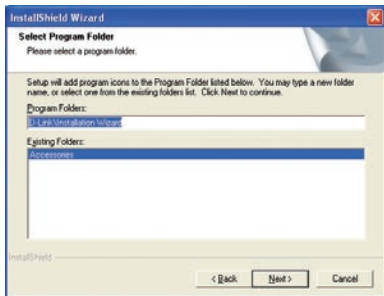 InstallShield Wizard
Select Program Folder
Please select a program folder.
Setup will add program icons to the Program Folder listed below. You may type a new folder
name, or select one from the existing folders list. Click Next to continue.
Program Folders:
D-Link\Installation Wizard
Existing Folders:
Accessories
InstallShield
< Back Next > Cancel